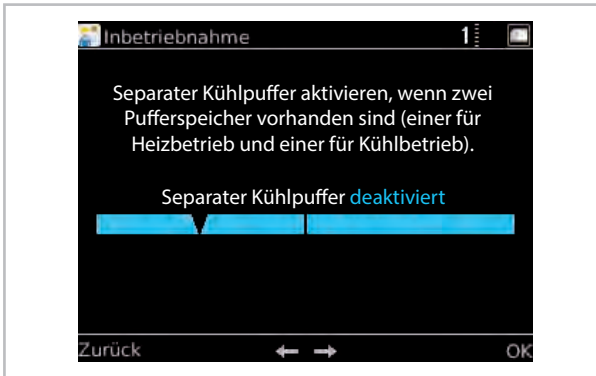 Inbetriebnahme 1
Separater Kühlpuffer aktivieren, wenn zwei
Pufferspeicher vorhanden sind (einer für
Heizbetrieb und einer für Kühlbetrieb).
Separater Kühlpuffer deaktiviert
Zurück ← → OK